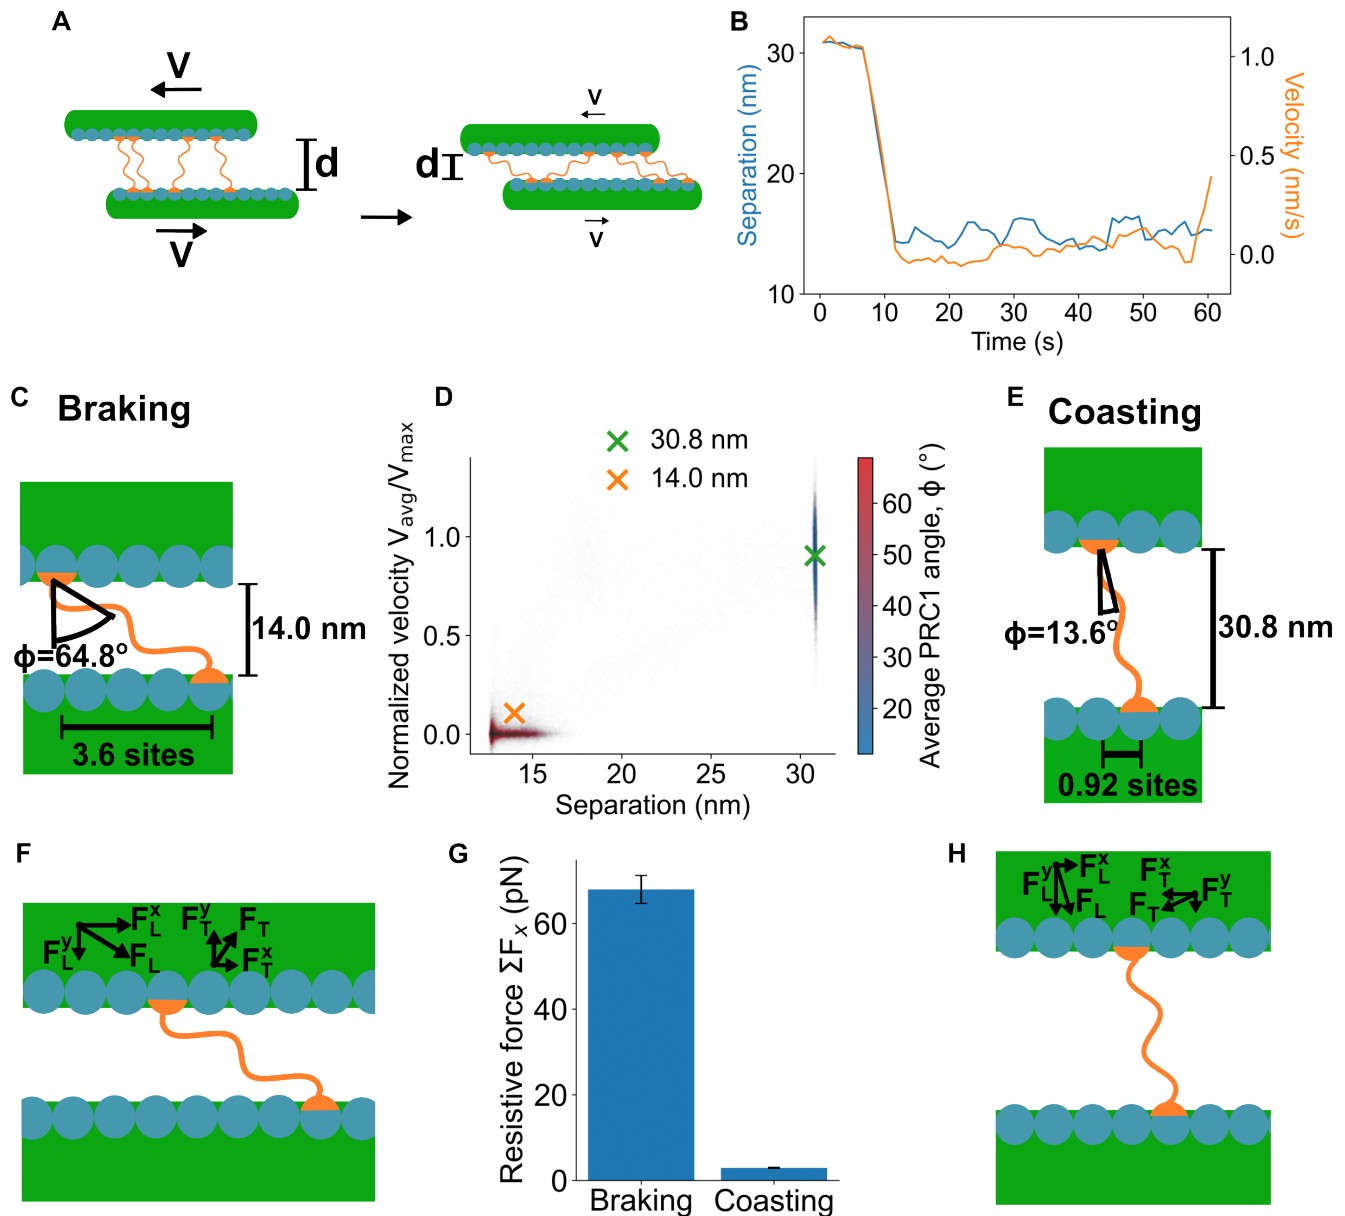 A
V
d
V
V
d
V
B
Separation (nm)
30
20
10
0 10 20 30 40 50 60
Time (s)
1.0
0.5
0.0
Velocity (nm/s)
C
Braking
14.0 nm
ϕ=64.8°
3.6 sites
D
30.8 nm
14.0 nm
Normalized velocity Vavg/Vmax
1.0
0.5
0.0
15 20 25 30
Separation (nm)
60
50
40
30
20
Average PRC1 angle, ϕ (°)
E
Coasting
ϕ=13.6°
30.8 nm
0.92 sites
F
F_L^x
F_L^y
F_L
F_T^y
F_T
F_T^x
G
Resistive force ΣFx (pN)
60
40
20
0
Braking Coasting
H
F_L^y
F_L^x
F_L
F_T^x
F_T
F_T^y